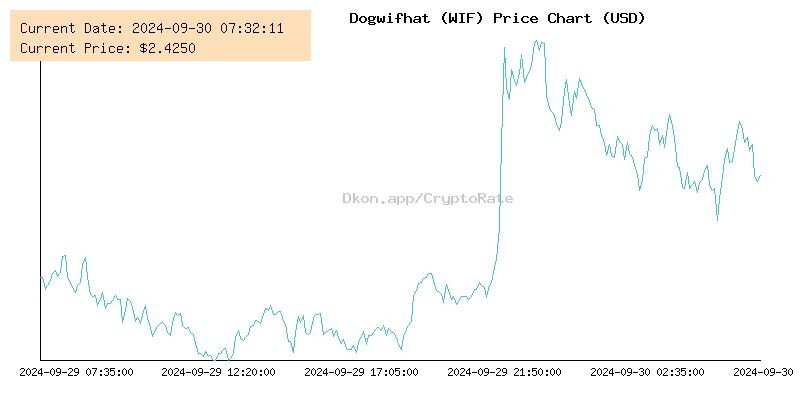 Dogwifhat (WIF) Price Chart (USD)
Current Date: 2024-09-30 07:32:11
Current Price: $2.4250
Dkon.app/CryptoRate
2024-09-29 07:35:00 2024-09-29 12:20:00 2024-09-29 17:05:00 2024-09-29 21:50:00 2024-09-30 02:35:00 2024-09-30